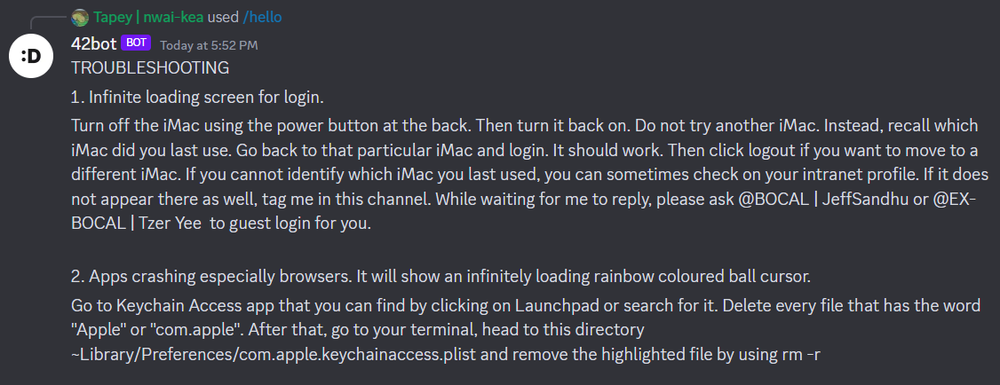 Tapey | nwai-kea used /hello
:D
42bot BOT Today at 5:52 PM
TROUBLESHOOTING
1. Infinite loading screen for login.
Turn off the iMac using the power button at the back. Then turn it back on. Do not try another iMac. Instead, recall which
iMac did you last use. Go back to that particular iMac and login. It should work. Then click logout if you want to move to a
different iMac. If you cannot identify which iMac you last used, you can sometimes check on your intranet profile. If it does
not appear there as well, tag me in this channel. While waiting for me to reply, please ask @BOCAL | JeffSandhu or @EX-
BOCAL | Tzer Yee  to guest login for you.
2. Apps crashing especially browsers. It will show an infinitely loading rainbow coloured ball cursor.
Go to Keychain Access app that you can find by clicking on Launchpad or search for it. Delete every file that has the word
"Apple" or "com.apple". After that, go to your terminal, head to this directory
~Library/Preferences/com.apple.keychainaccess.plist and remove the highlighted file by using rm -r